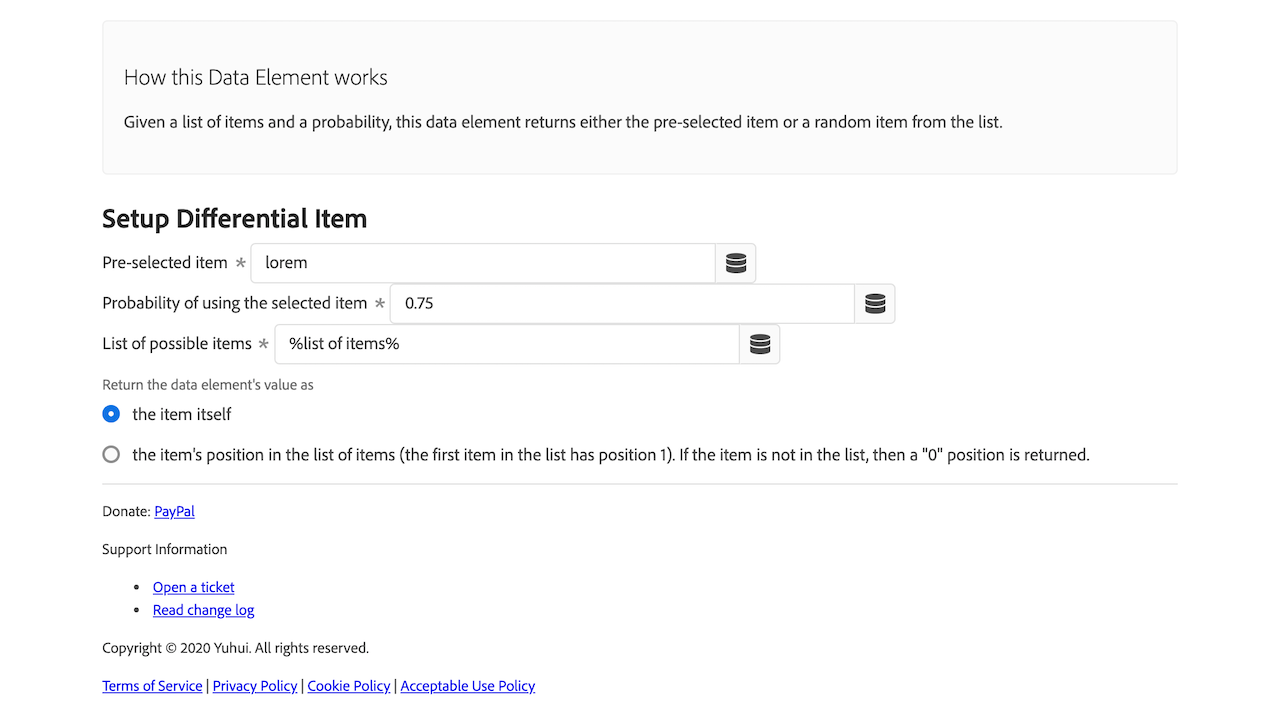 How this Data Element works
Given a list of items and a probability, this data element returns either the pre-selected item or a random item from the list.
Setup Differential Item
Pre-selected item * lorem
Probability of using the selected item * 0.75
List of possible items * %list of items%
Return the data element's value as
the item itself
the item's position in the list of items (the first item in the list has position 1). If the item is not in the list, then a "0" position is returned.
Donate: PayPal
Support Information
• Open a ticket
• Read change log
Copyright © 2020 Yuhui. All rights reserved.
Terms of Service | Privacy Policy | Cookie Policy | Acceptable Use Policy